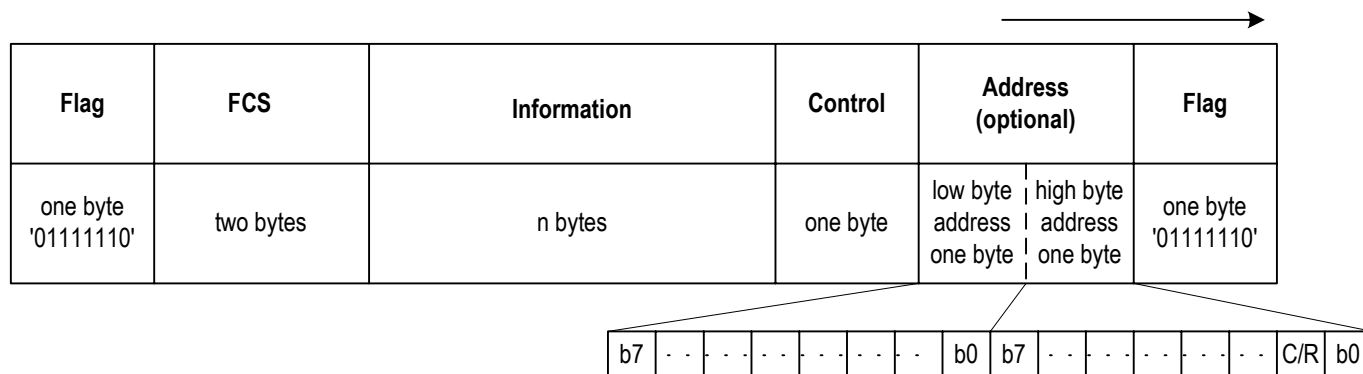 Flag
FCS
Information
Control
Address
(optional)
Flag
one byte
'01111110'
two bytes
n bytes
one byte
low byte
address
one byte
high byte
address
one byte
one byte
'01111110'
b7 b0 b7 C/R b0